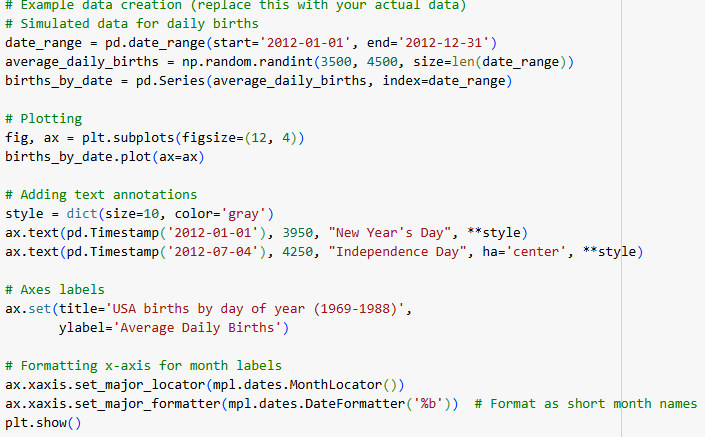 # Example data creation (replace this with your actual data)
# Simulated data for daily births
date_range = pd.date_range(start='2012-01-01', end='2012-12-31')
average_daily_births = np.random.randint(3500, 4500, size=len(date_range))
births_by_date = pd.Series(average_daily_births, index=date_range)

# Plotting
fig, ax = plt.subplots(figsize=(12, 4))
births_by_date.plot(ax=ax)

# Adding text annotations
style = dict(size=10, color='gray')
ax.text(pd.Timestamp('2012-01-01'), 3950, "New Year's Day", **style)
ax.text(pd.Timestamp('2012-07-04'), 4250, "Independence Day", ha='center', **style)

# Axes labels
ax.set(title='USA births by day of year (1969-1988)',
       ylabel='Average Daily Births')

# Formatting x-axis for month labels
ax.xaxis.set_major_locator(mpl.dates.MonthLocator())
ax.xaxis.set_major_formatter(mpl.dates.DateFormatter('%b'))  # Format as short month names
plt.show()